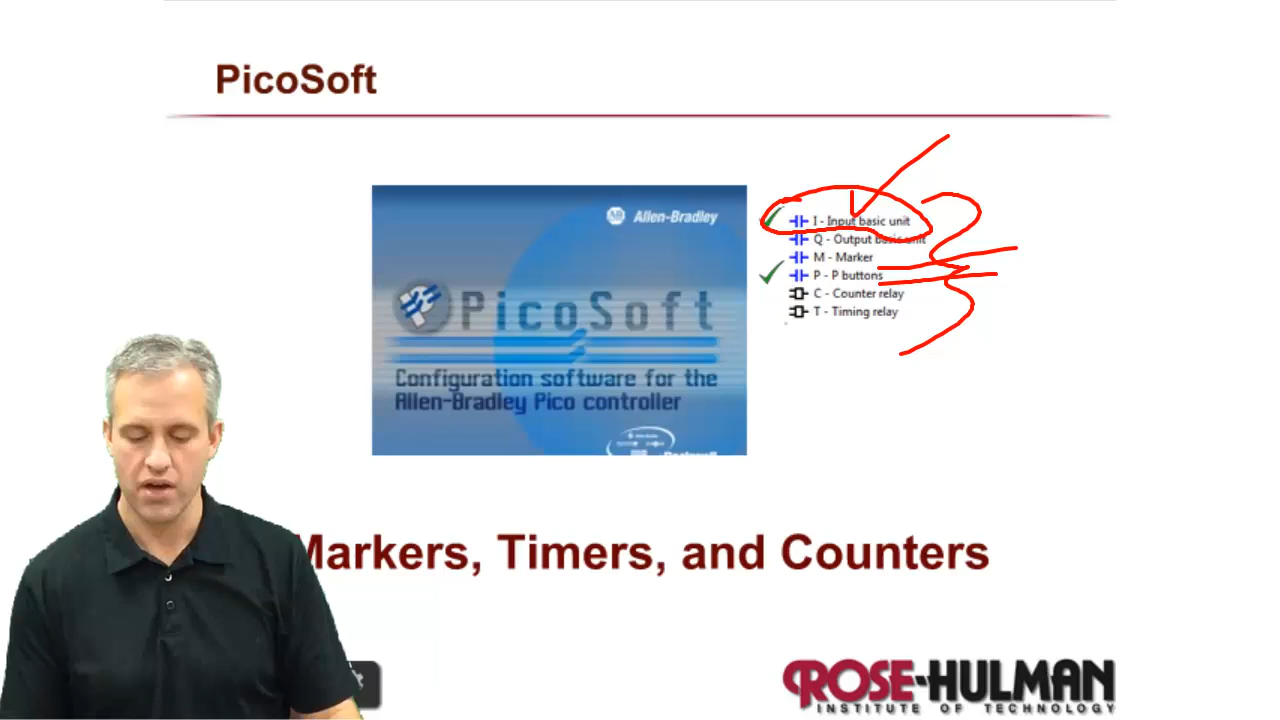 PicoSoft
Allen-Bradley
PicoSoft
Configuration software for the
Allen-Bradley Pico controller
I - Input basic unit
Q - Output basic unit
M - Marker
P - P buttons
C - Counter relay
T - Timing relay
Markers, Timers, and Counters
ROSE-HULMAN
INSTITUTE OF TECHNOLOGY